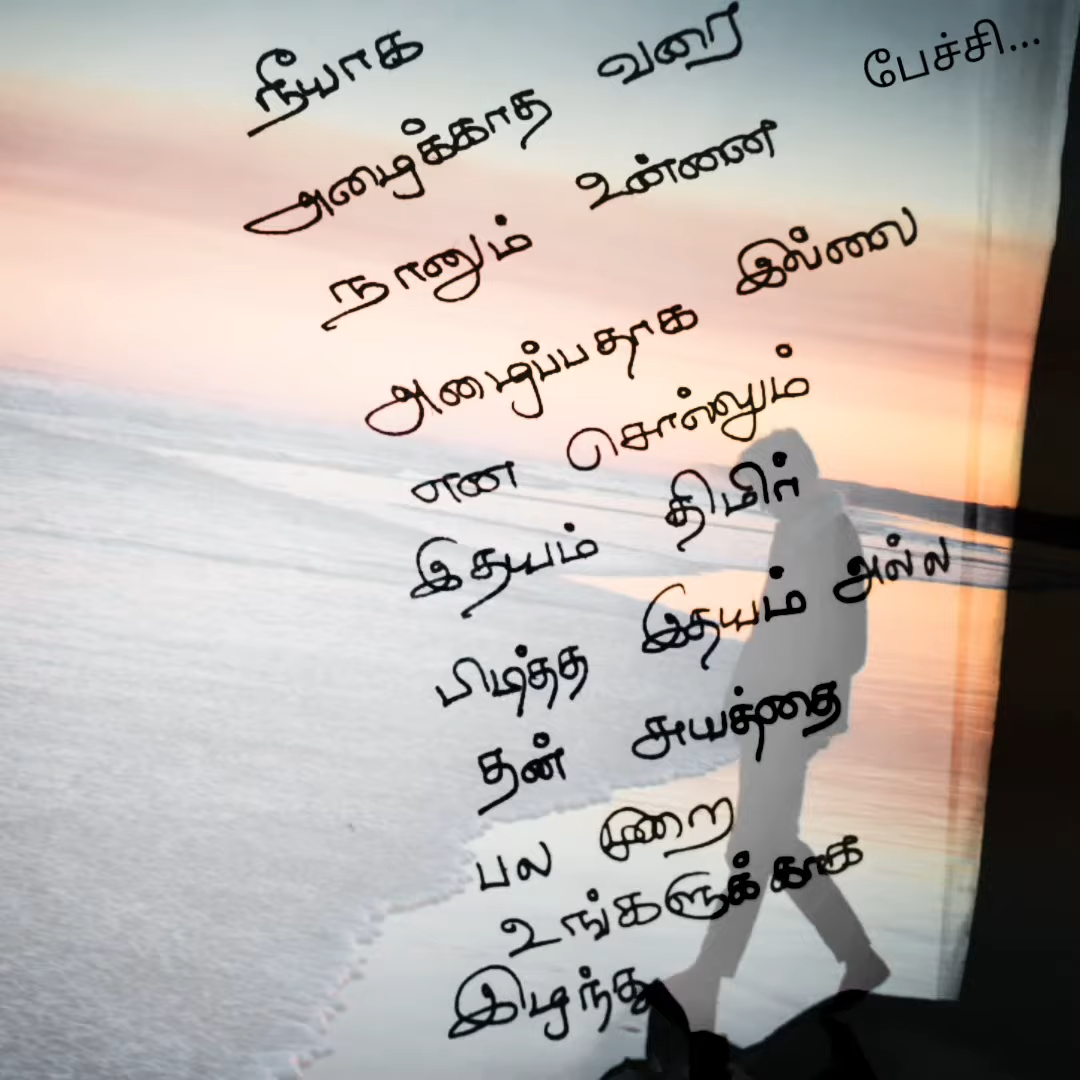 பேச்சி...
நீயாக
அழைக்காத வரை
நானும் உன்னை
அழைப்பதாக இல்லை
என சொல்லும்
இதயம் திமிர்
பிடித்த இதயம் அல்ல
தன் சுயத்தை
பல முறை
உங்களுக்காக
இழந்த